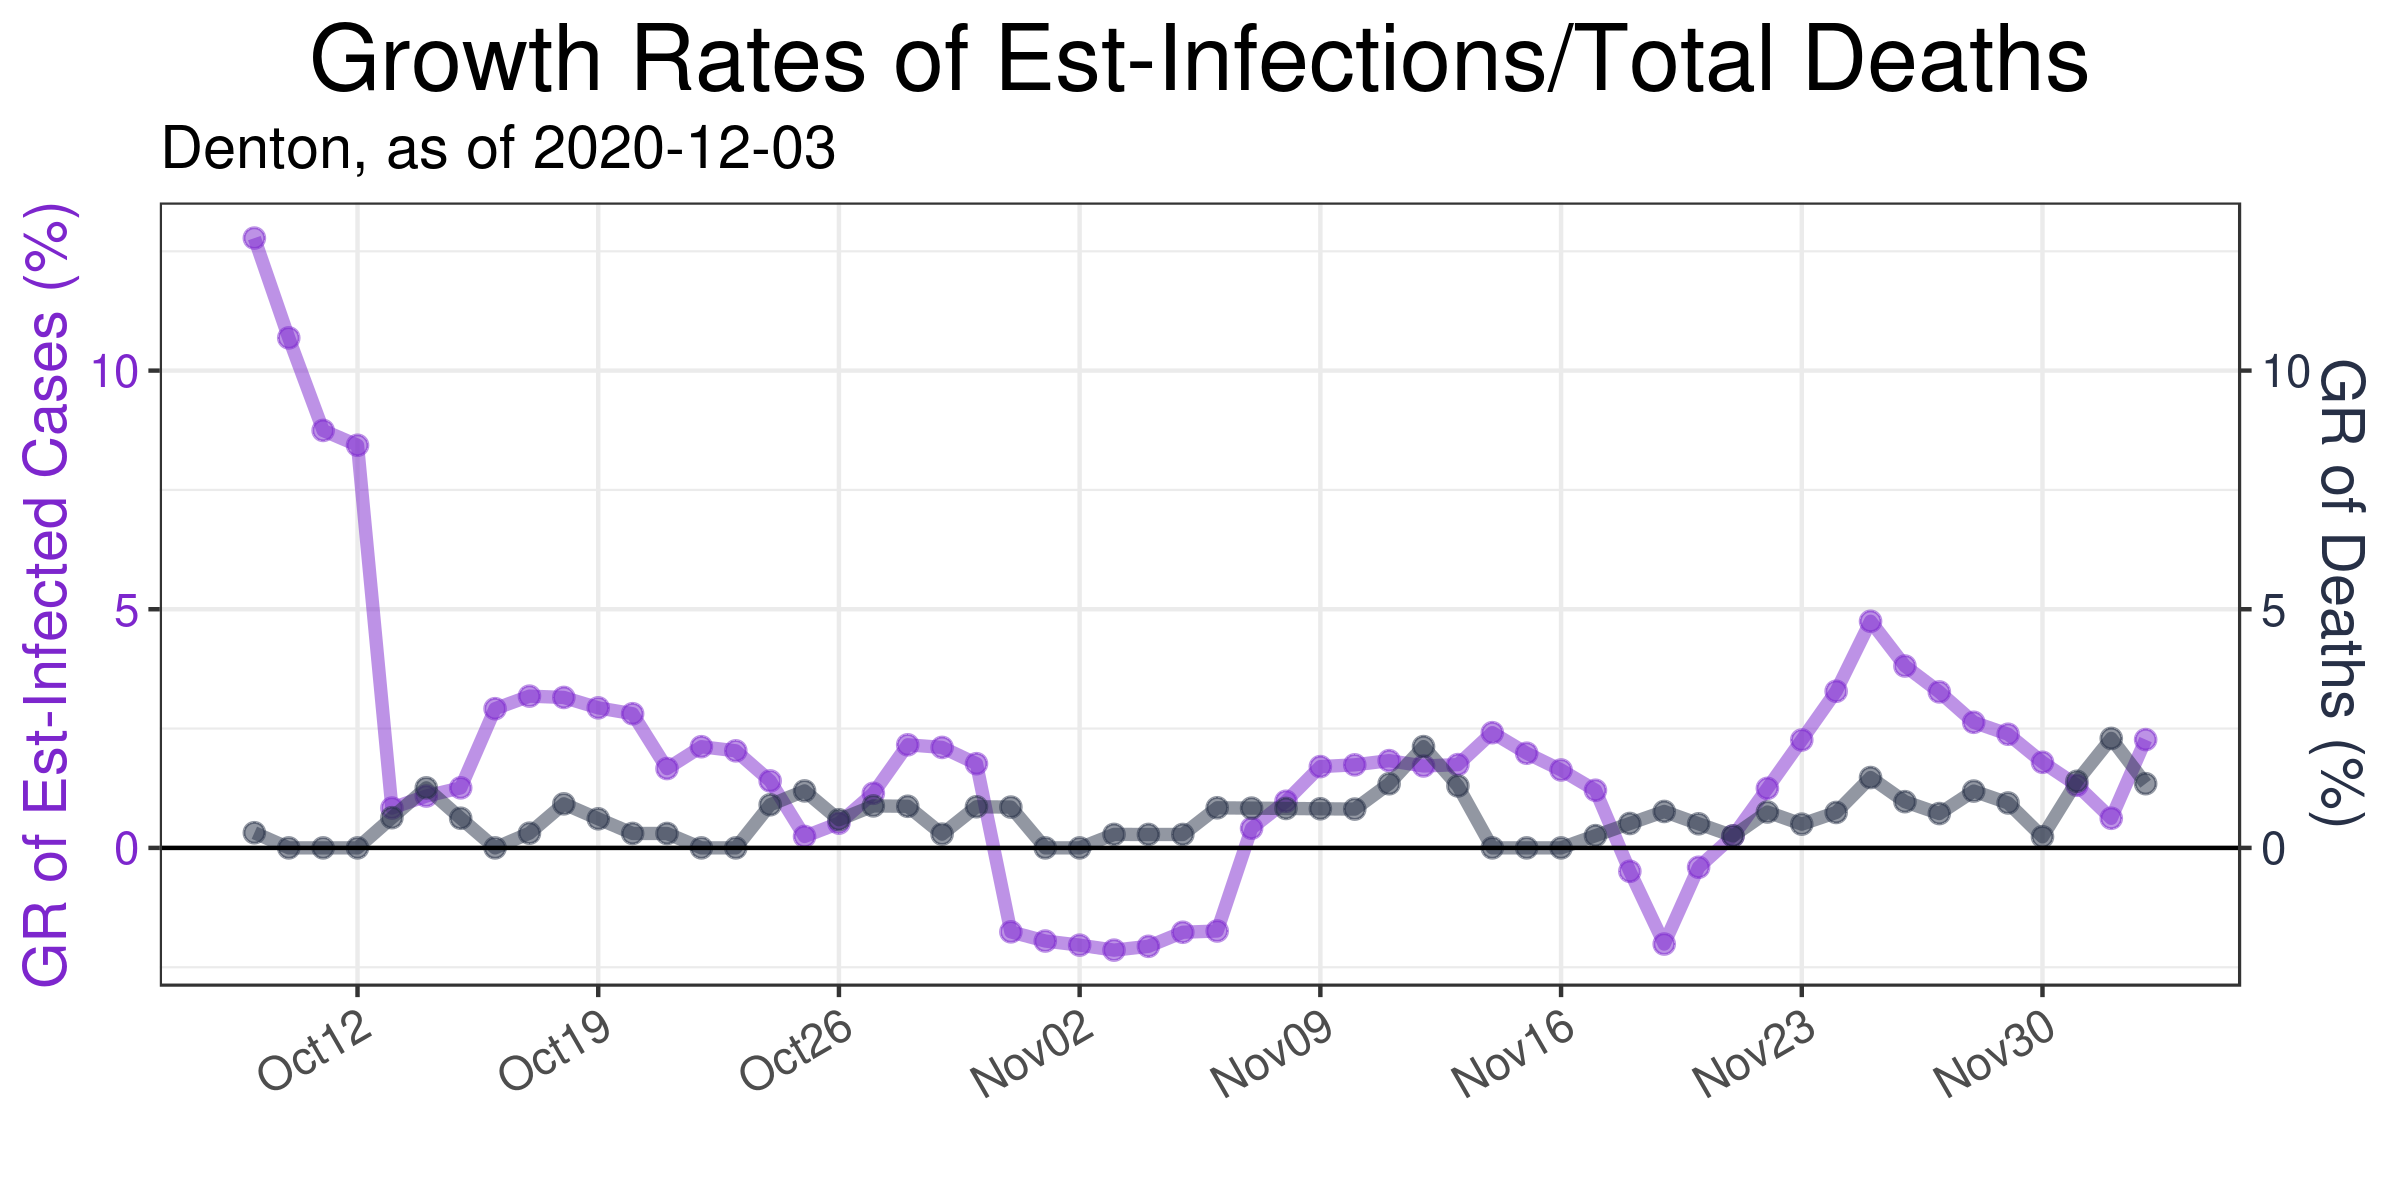 Growth Rates of Est-Infections/Total Deaths
Denton, as of 2020-12-03
GR of Est-Infected Cases (%)
10
5
0
10
5
0
GR of Deaths (%)
Oct12
Oct19
Oct26
Nov02
Nov09
Nov16
Nov23
Nov30